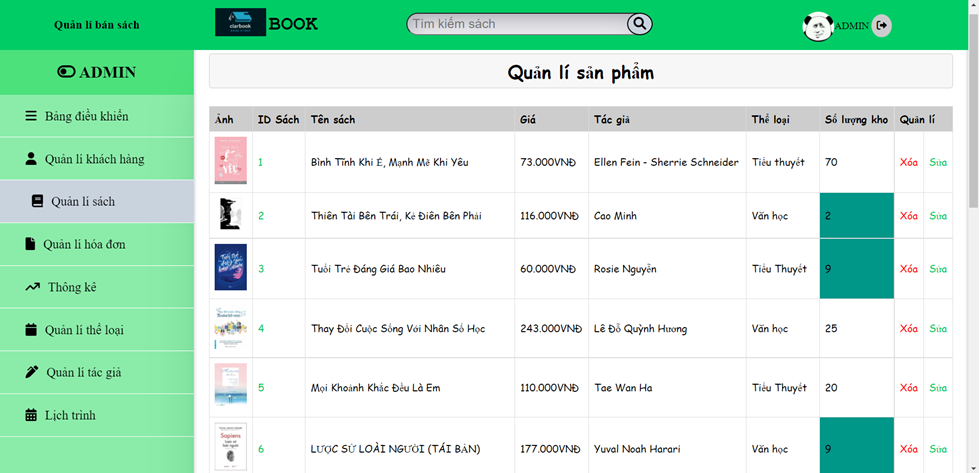 Quản lí bán sách
clarbook
BOOK
Tìm kiếm sách
ADMIN
ADMIN
Bảng điều khiển
Quản lí khách hàng
Quản lí sách
Quản lí hóa đơn
Thống kê
Quản lí thể loại
Quản lí tác giả
Lịch trình
Quản lí sản phẩm
Ảnh ID Sách Tên sách Giá Tác giả Thể loại Số lượng kho Quản lí
1 Bình Tĩnh Khi Ế, Mạnh Mẽ Khi Yêu 73.000VNĐ Ellen Fein - Sherrie Schneider Tiểu thuyết 70 Xóa Sửa
2 Thiên Tài Bên Trái, Kẻ Điên Bên Phải 116.000VNĐ Cao Minh Văn học 2 Xóa Sửa
3 Tuổi Trẻ Đáng Giá Bao Nhiêu 60.000VNĐ Rosie Nguyễn Tiểu Thuyết 9 Xóa Sửa
4 Thay Đổi Cuộc Sống Với Nhân Số Học 243.000VNĐ Lê Đỗ Quỳnh Hương Văn học 25 Xóa Sửa
5 Mọi Khoảnh Khắc Đều Là Em 110.000VNĐ Tae Wan Ha Tiểu Thuyết 20 Xóa Sửa
Sapiens
6 LƯỢC SỬ LOÀI NGƯỜI (TÁI BẢN) 177.000VNĐ Yuval Noah Harari Văn học 9 Xóa Sửa